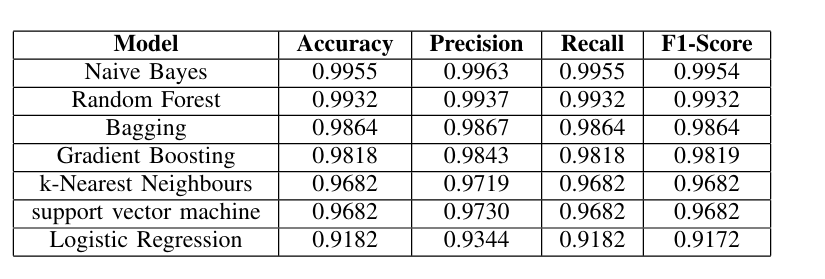 Model Accuracy Precision Recall F1-Score
Naive Bayes 0.9955 0.9963 0.9955 0.9954
Random Forest 0.9932 0.9937 0.9932 0.9932
Bagging 0.9864 0.9867 0.9864 0.9864
Gradient Boosting 0.9818 0.9843 0.9818 0.9819
k-Nearest Neighbours 0.9682 0.9719 0.9682 0.9682
support vector machine 0.9682 0.9730 0.9682 0.9682
Logistic Regression 0.9182 0.9344 0.9182 0.9172